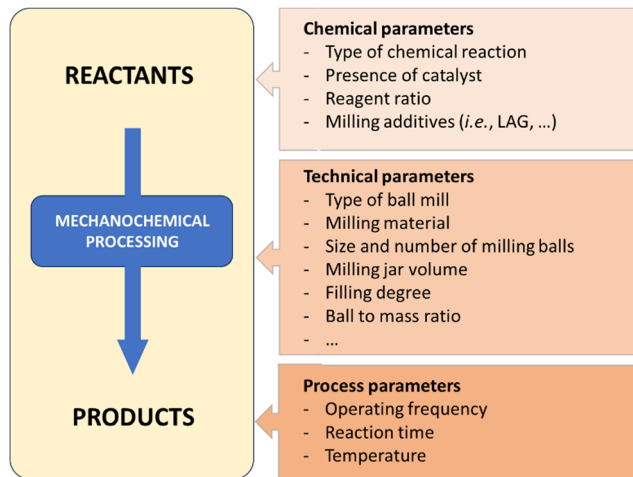 REACTANTS
MECHANOCHEMICAL
PROCESSING
PRODUCTS
Chemical parameters
- Type of chemical reaction
- Presence of catalyst
- Reagent ratio
- Milling additives (i.e., LAG, …)
Technical parameters
- Type of ball mill
- Milling material
- Size and number of milling balls
- Milling jar volume
- Filling degree
- Ball to mass ratio
- …
Process parameters
- Operating frequency
- Reaction time
- Temperature